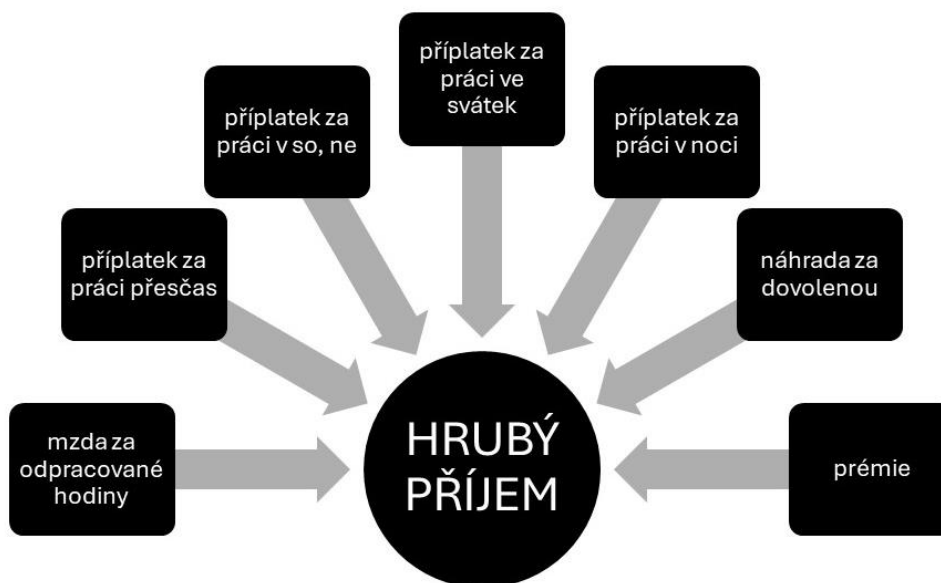 příplatek za
práci ve
svátek
příplatek za
práci v so, ne
příplatek za
práci v noci
příplatek za
práci přesčas
náhrada za
dovolenou
mzda za
odpracované
hodiny
HRUBÝ
PŘÍJEM
prémie